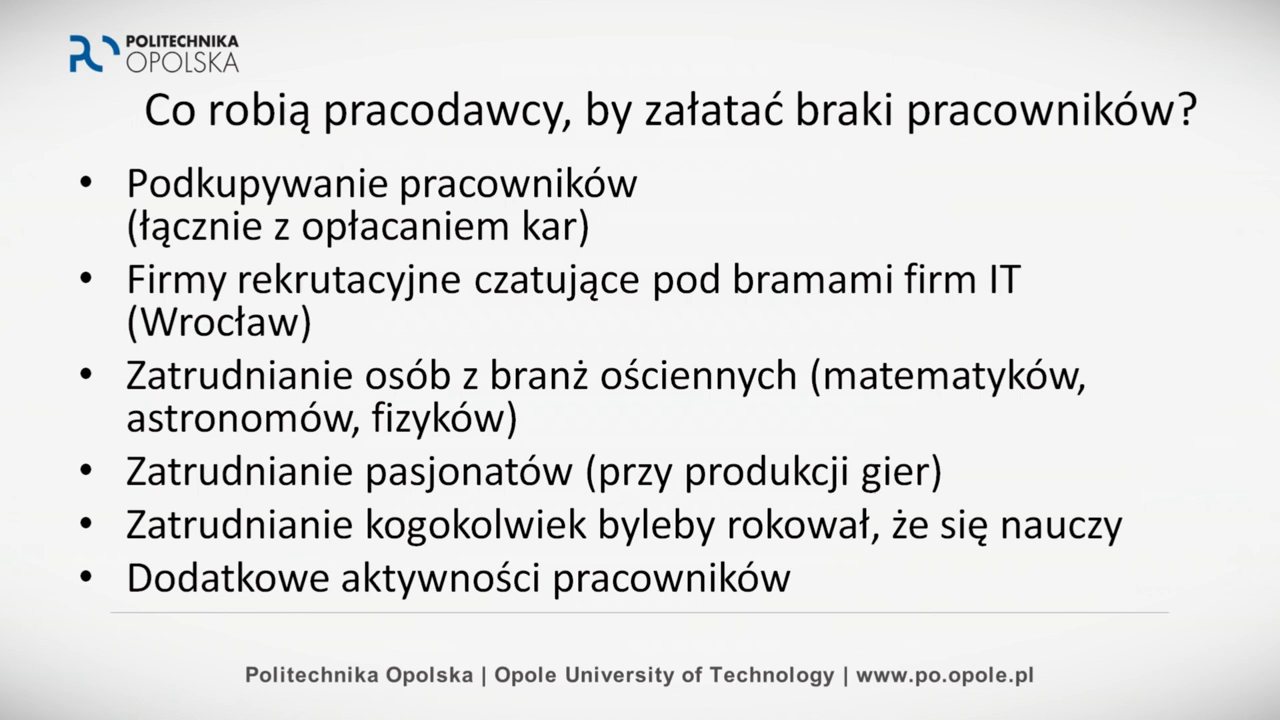 POLITECHNIKA
OPOLSKA
Co robią pracodawcy, by załatać braki pracowników?
• Podkupywanie pracowników
(łącznie z opłacaniem kar)
• Firmy rekrutacyjne czatujące pod bramami firm IT
(Wrocław)
• Zatrudnianie osób z branż ościennych (matematyków,
astronomów, fizyków)
• Zatrudnianie pasjonatów (przy produkcji gier)
• Zatrudnianie kogokolwiek byleby rokował, że się nauczy
• Dodatkowe aktywności pracowników
Politechnika Opolska | Opole University of Technology | www.po.opole.pl